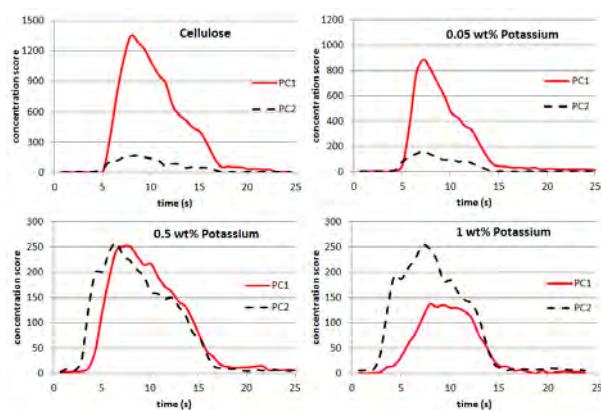 Cellulose
concentration score
1500
1200
900
600
300
0
PC1
PC2
0 5 10 15 20 25
time (s)
0.05 wt% Potassium
concentration score
1200
1000
800
600
400
200
0
PC1
PC2
0 5 10 15 20 25
time (s)
0.5 wt% Potassium
concentration score
300
250
200
150
100
50
0
PC1
PC2
0 5 10 15 20 25
time (s)
1 wt% Potassium
concentration score
300
250
200
150
100
50
0
PC1
PC2
0 5 10 15 20 25
time (s)